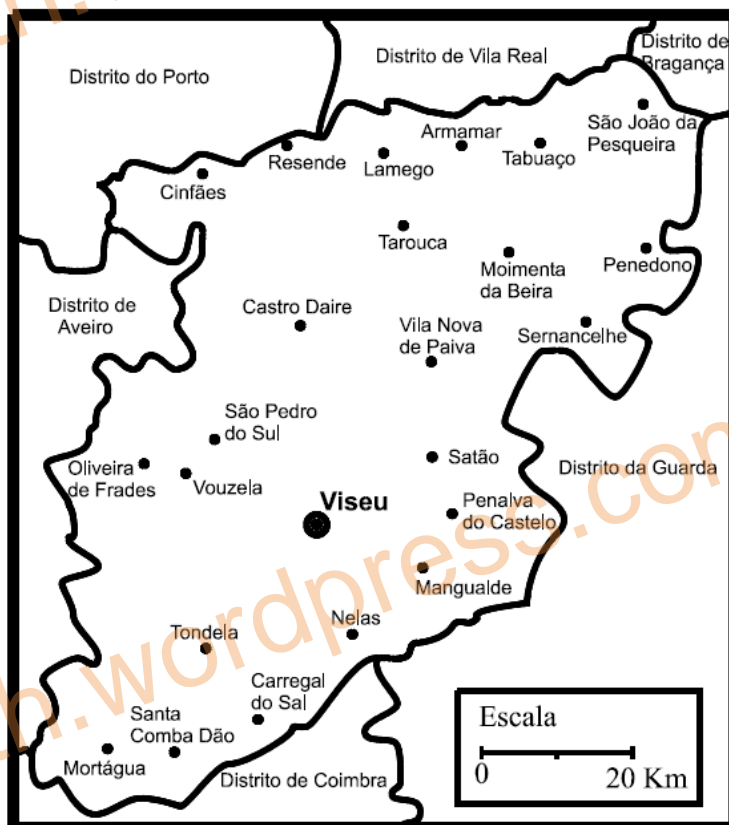 Distrito do Porto
Distrito de Vila Real
Distrito de
Bragança
Cinfães
Resende
Lamego
Armamar
Tabuaço
São João da
Pesqueira
Tarouca
Moimenta
da Beira
Penedono
Distrito de
Aveiro
Castro Daire
Vila Nova
de Paiva
Sernancelhe
São Pedro
do Sul
Oliveira
de Frades
Vouzela
Satão
Distrito da Guarda
Viseu
Penalva
do Castelo
Mangualde
Nelas
Tondela
Carregal
do Sal
Santa
Comba Dão
Mortágua
Distrito de Coimbra
Escala
0 20 Km
th.wordpress.com